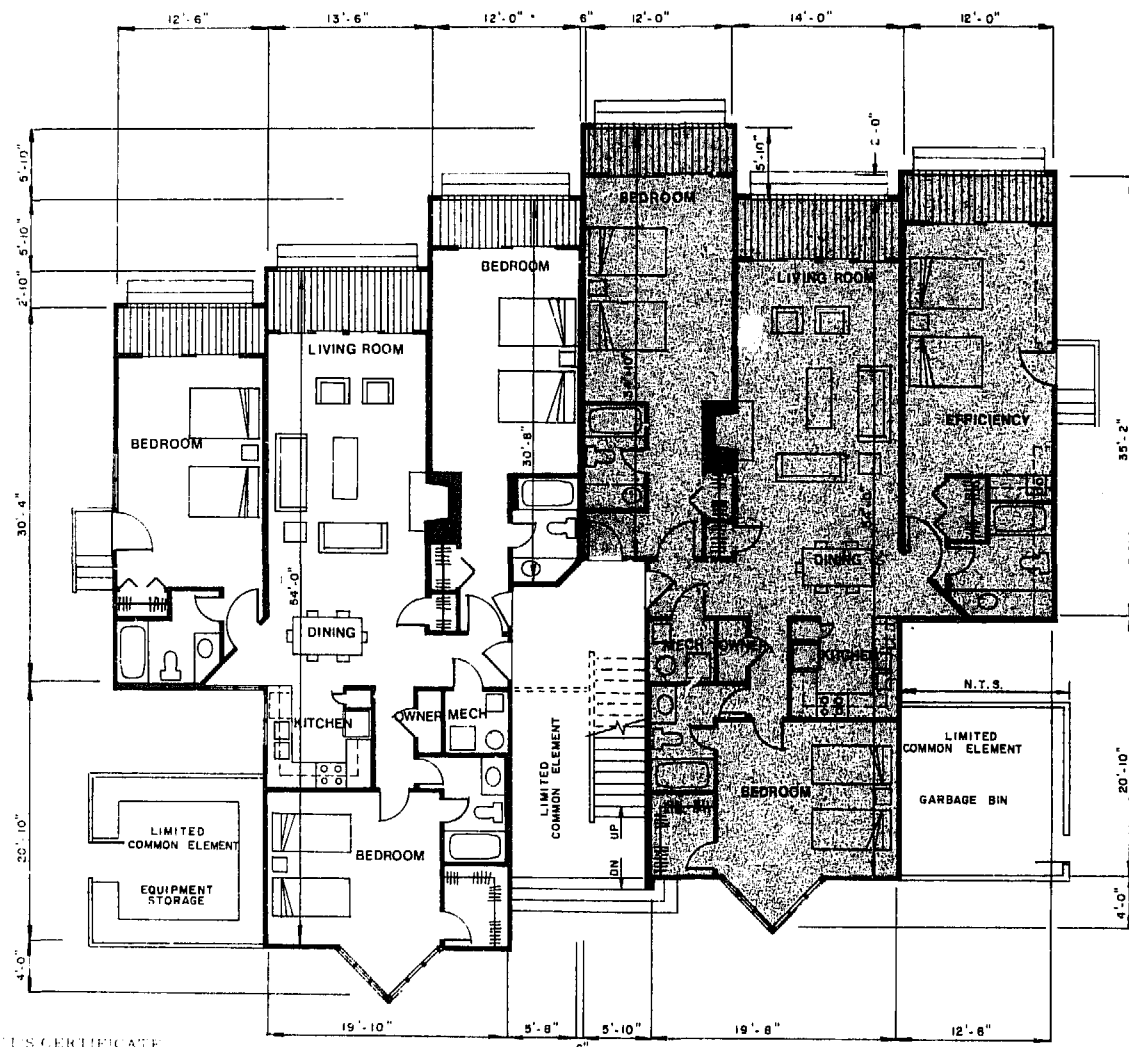 12'-6"
13'-6"
12'-0"
6"
12'-0"
14'-0"
12'-0"
5'-10"
5'-10"
2'-10"
30'-4"
20'-10"
4'-0"
5'-10"
BEDROOM
BEDROOM
LIVING ROOM
LIVING ROOM
BEDROOM
EFFICIENCY
30'-8"
35'-2"
54'-0"
DINING
DINING
KITCHEN
OWNER
MECH
MECH
OWNER
KITCHEN
N.T.S.
LIMITED
COMMON ELEMENT
GARBAGE BIN
20'-10"
4'-0"
LIMITED
COMMON ELEMENT
EQUIPMENT
STORAGE
LIMITED
COMMON ELEMENT
DN
UP
BEDROOM
BEDROOM
19'-10"
5'-8"
5'-10"
19'-8"
12'-8"
CERTIFICATE